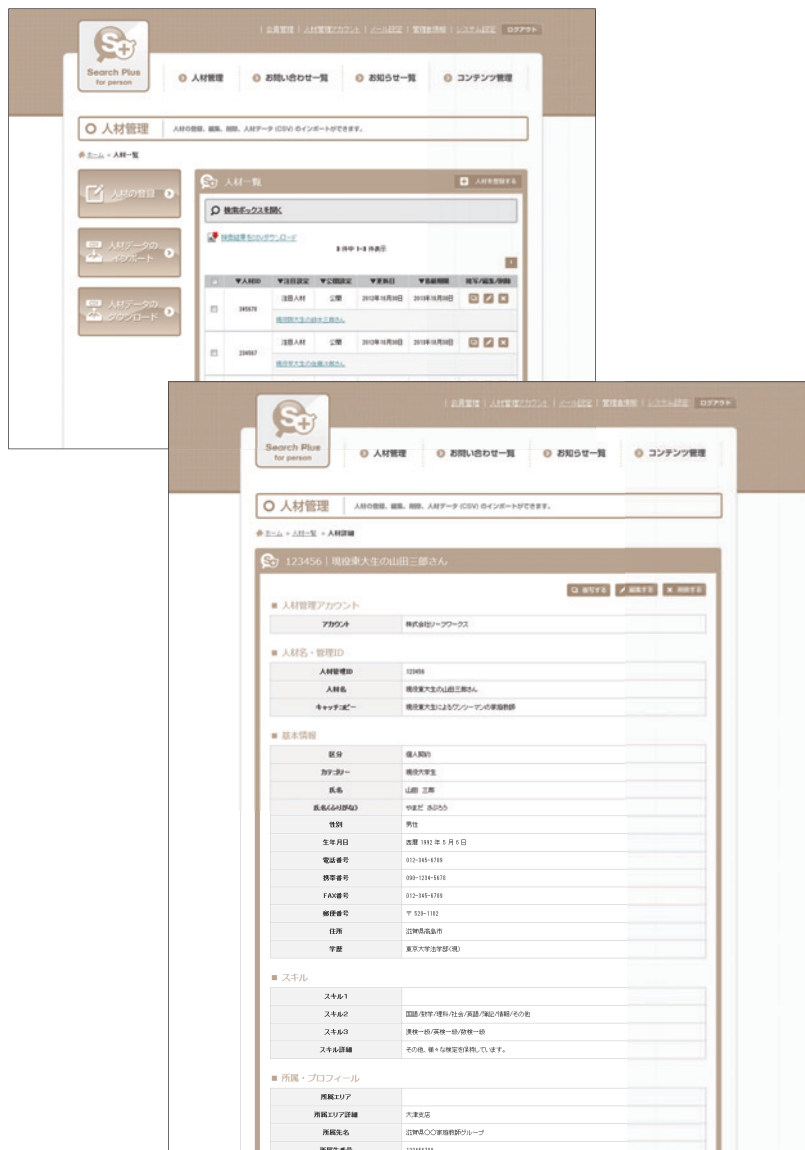 | 会員管理 | 人材管理アカウント | メール設定 | 管理者情報 | システム設定 ログアウト
S+
Search Plus
for person
人材管理 お問い合わせ一覧 お知らせ一覧 コンテンツ管理
人材管理 人材の登録、編集、削除、人材データ (CSV) のインポートができます。
ホーム » 人材一覧
人材の登録
人材データの
インポート
人材データの
ダウンロード
S+ 人材一覧 人材を登録する
検索ボックスを開く
検索結果をCSVダウンロード
3 件中 1-3 件表示
1
▼人材ID ▼注目設定 ▼公開設定 ▼更新日 ▼掲載期限 複写/編集/削除
345678 注目人材 公開 2012年10月30日 2013年10月30日
234567 注目人材 公開 2012年10月30日 2013年10月30日
| 会員管理 | 人材管理アカウント | メール設定 | 管理者情報 | システム設定 ログアウト
S+
Search Plus
for person
人材管理 お問い合わせ一覧 お知らせ一覧 コンテンツ管理
人材管理 人材の登録、編集、削除、人材データ (CSV) のインポートができます。
ホーム » 人材一覧 » 人材詳細
S+ 123456 | 現役東大生の山田三郎さん
複写する 編集する 削除する
■ 人材管理アカウント
アカウント 株式会社リーフワークス
■ 人材名・管理ID
人材管理ID 123456
人材名 現役東大生の山田三郎さん
キャッチコピー 現役東大生によるワンツーマンの家庭教師
■ 基本情報
区分 個人契約
カテゴリー 現役大学生
氏名 山田 三郎
氏名(ふりがな) やまだ さぶろう
性別 男性
生年月日 西暦 1992 年 5 月 6 日
電話番号 012-345-6789
携帯番号 090-1234-5678
FAX番号 012-345-6789
郵便番号 〒 520-1102
住所 滋賀県高島市
学歴 東京大学法学部(現)
■ スキル
スキル1
スキル2 国語/数学/理科/社会/英語/簿記/情報/その他
スキル3 漢検一級/英検一級/数検一級
スキル詳細 その他、様々な検定を保持しています。
■ 所属・プロフィール
所属エリア
所属エリア詳細 大津支店
所属先名 滋賀県〇〇家庭教師グループ